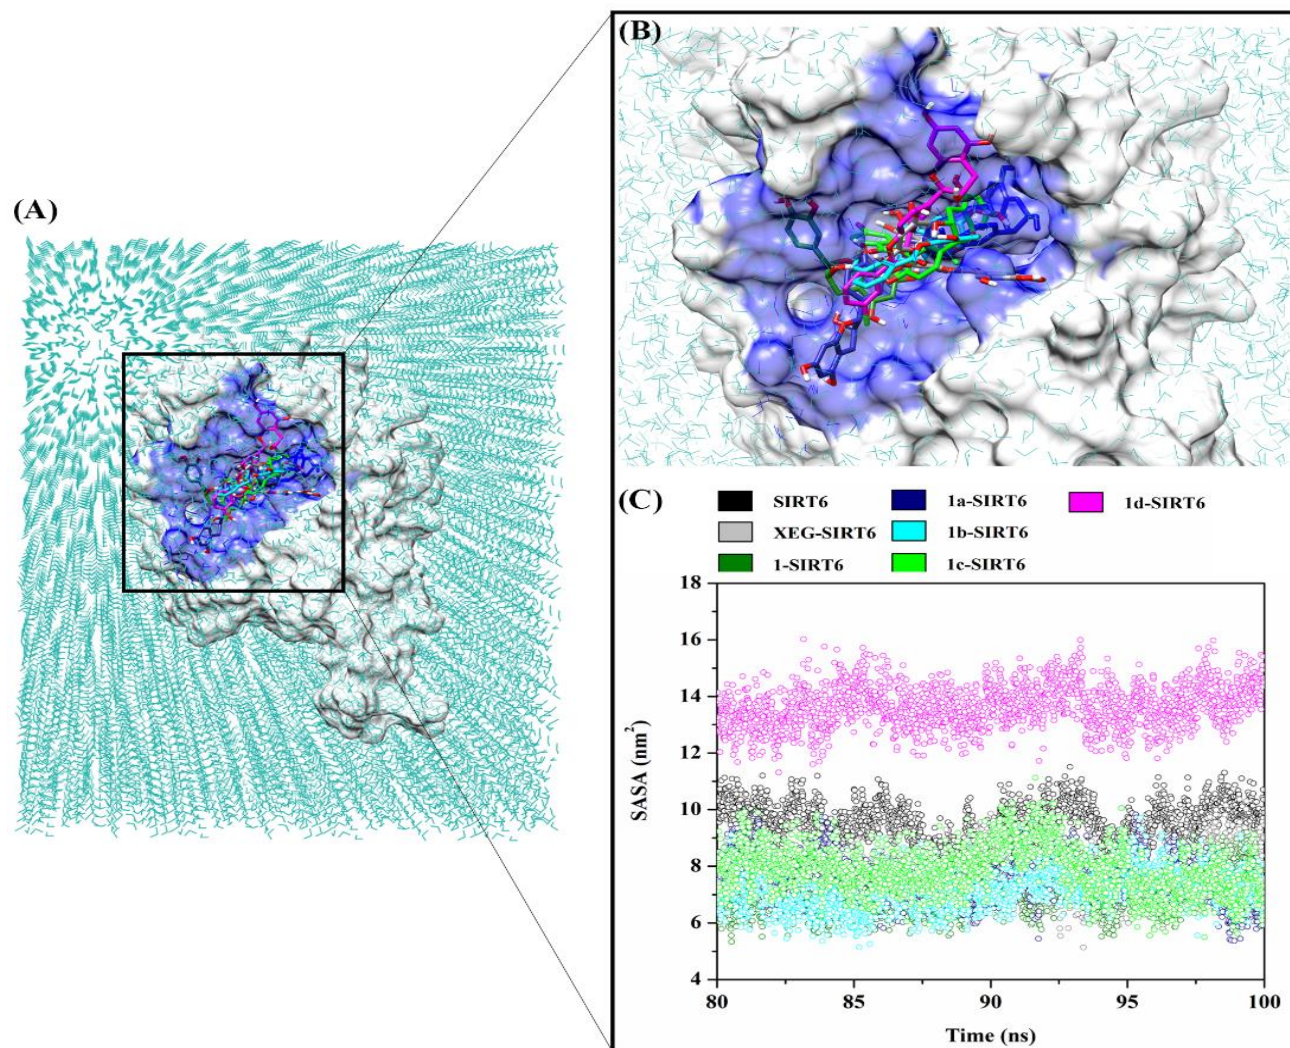 (A)
(B)
(C)
SIRT6 1a-SIRT6 1d-SIRT6
XEG-SIRT6 1b-SIRT6
1-SIRT6 1c-SIRT6
18
16
14
12
10
8
6
4
SASA (nm²)
80 85 90 95 100
Time (ns)